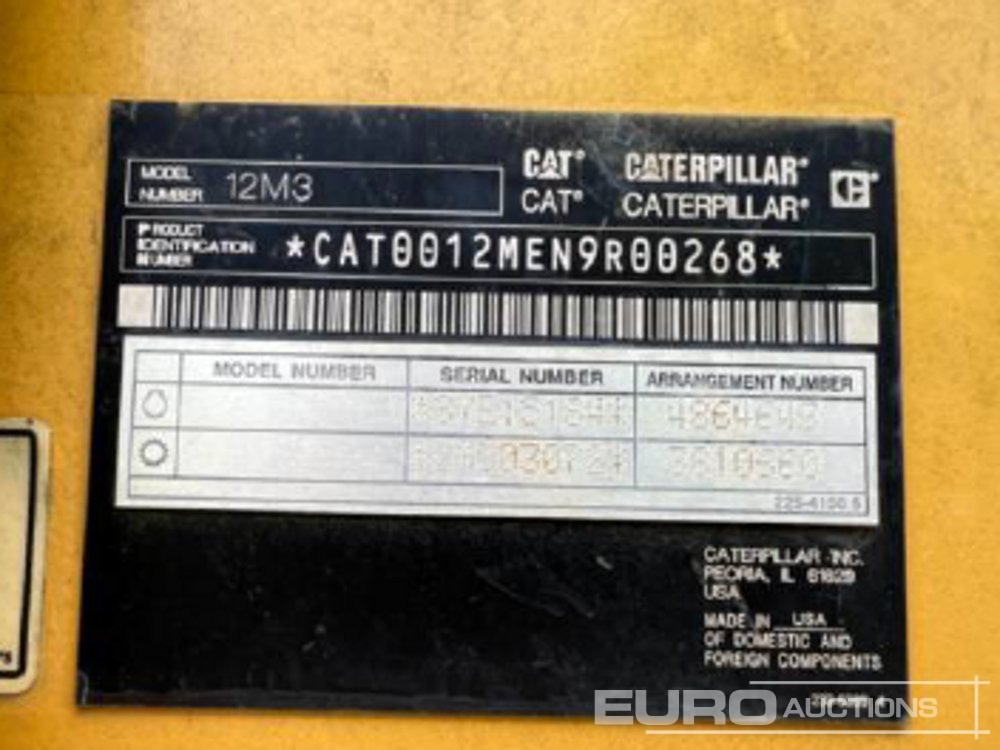 MODEL NUMBER 12M3
CAT® CATERPILLAR®
CAT® CATERPILLAR®
PRODUCT IDENTIFICATION NUMBER *CAT0012MEN9R00268*
MODEL NUMBER SERIAL NUMBER ARRANGEMENT NUMBER
CATERPILLAR INC.
PEORIA, IL 61629
USA
MADE IN USA
OF DOMESTIC AND
FOREIGN COMPONENTS
EURO AUCTIONS